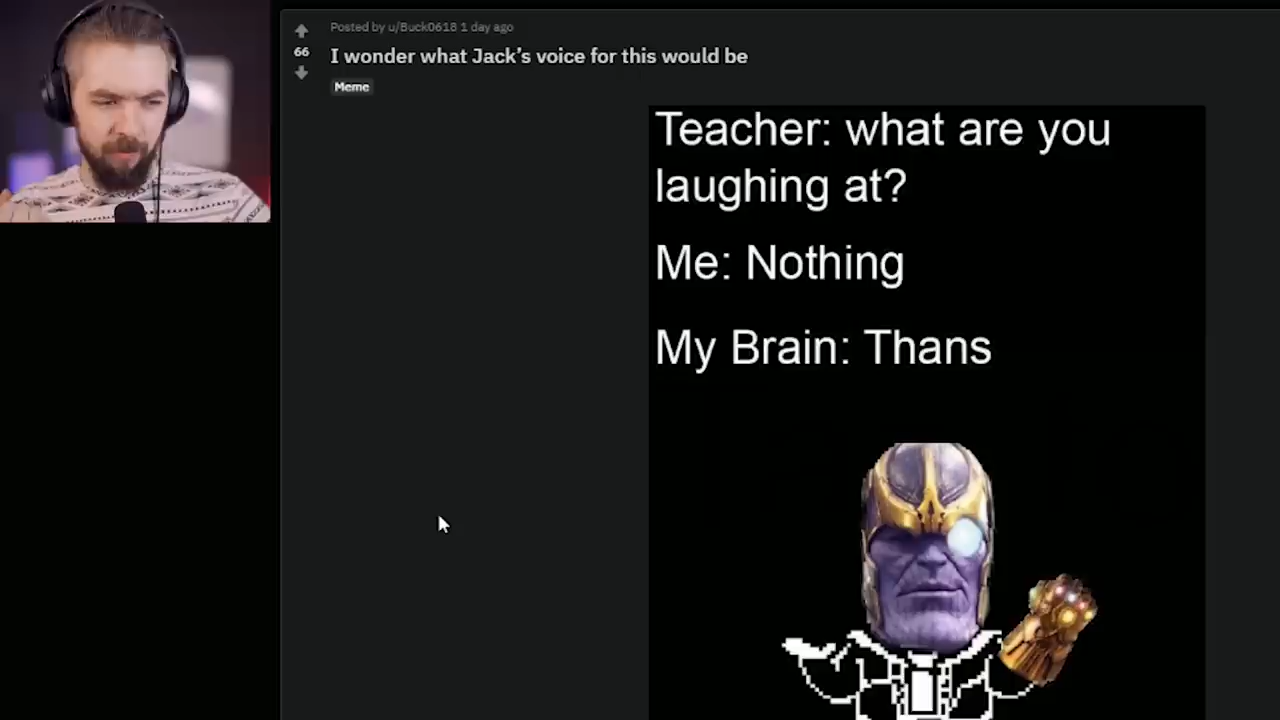 Posted by u/Buck0618 1 day ago
66
I wonder what Jack's voice for this would be
Meme
Teacher: what are you
laughing at?
Me: Nothing
My Brain: Thans